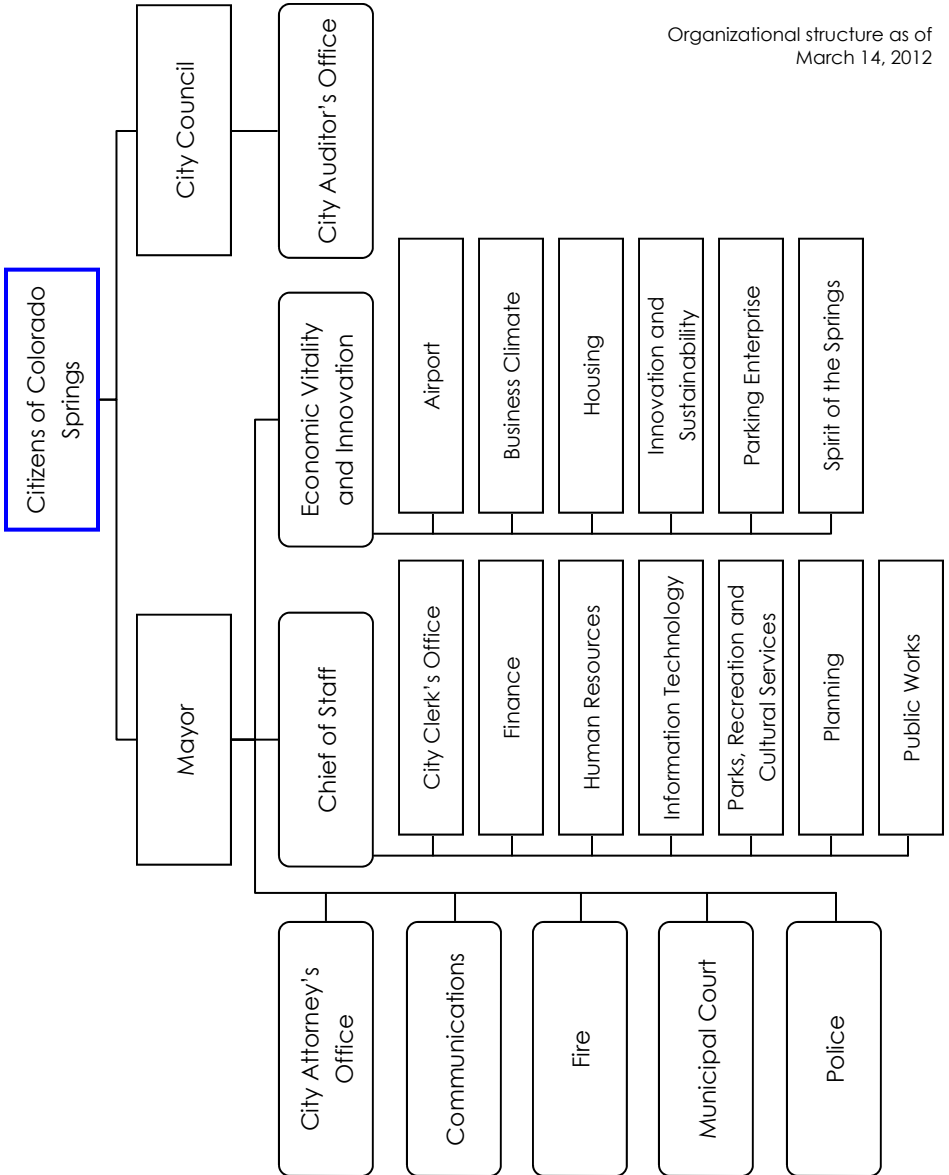 Organizational structure as of
March 14, 2012
Citizens of Colorado
Springs
Mayor
City Council
City Attorney's
Office
Communications
Fire
Municipal Court
Police
Chief of Staff
City Clerk's Office
Finance
Human Resources
Information Technology
Parks, Recreation and
Cultural Services
Planning
Public Works
Economic Vitality
and Innovation
Airport
Business Climate
Housing
Innovation and
Sustainability
Parking Enterprise
Spirit of the Springs
City Auditor's Office